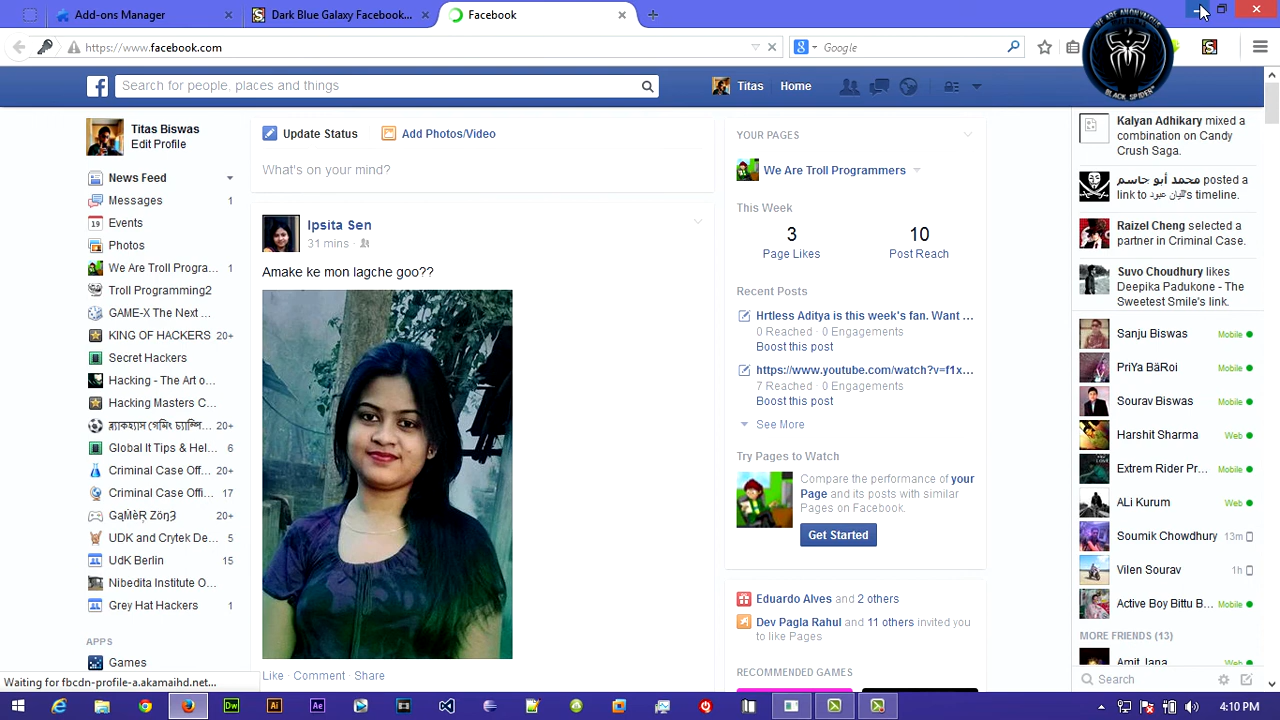 Add-ons Manager
Dark Blue Galaxy Facebook...
Facebook
https://www.facebook.com
Google
WE ARE ANONYMOUS
BLACK SPIDER
Search for people, places and things
Titas
Home
Titas Biswas
Edit Profile
News Feed
Messages 1
Events
Photos
We Are Troll Progra... 1
Troll Programming2
GAME-X The Next ...
KING OF HACKERS 20+
Secret Hackers
Hacking - The Art o...
Hacking Masters C...
20+
Global It Tips & Hel... 6
Criminal Case Off... 20+
Criminal Case Offi... 17
20+
UDK and Crytek De... 5
UdK Berlin 15
Nibedita Institute O...
Grey Hat Hackers 1
APPS
Games
Waiting for fbcdn-profile-a.akamaihd.net...
Update Status
Add Photos/Video
What's on your mind?
Ipsita Sen
31 mins ·
Amake ke mon lagche goo??
Like Comment Share
YOUR PAGES
We Are Troll Programmers
This Week
3 10
Page Likes Post Reach
Recent Posts
Hrtless Aditya is this week's fan. Want ...
0 Reached · 0 Engagements
Boost this post
https://www.youtube.com/watch?v=f1x...
7 Reached · 0 Engagements
Boost this post
See More
Try Pages to Watch
Compare the performance of your
Page and its posts with similar
Pages on Facebook.
Get Started
Eduardo Alves and 2 others
Dev Pagla Rahul and 11 others invited you
to like Pages
RECOMMENDED GAMES
Kalyan Adhikary mixed a
combination on Candy
Crush Saga.
محمد أبو حاسم posted a
link to 's timeline.
Raizel Cheng selected a
partner in Criminal Case.
Suvo Choudhury likes
Deepika Padukone - The
Sweetest Smile's link.
Sanju Biswas Mobile
PriYa BäRoi Mobile
Sourav Biswas Mobile
Harshit Sharma Web
Extrem Rider Pr... Mobile
ALi Kurum Web
Soumik Chowdhury 13m
Vilen Sourav 1h
Active Boy Bittu B... Mobile
MORE FRIENDS (13)
Amit Jana Web
Search
4:10 PM